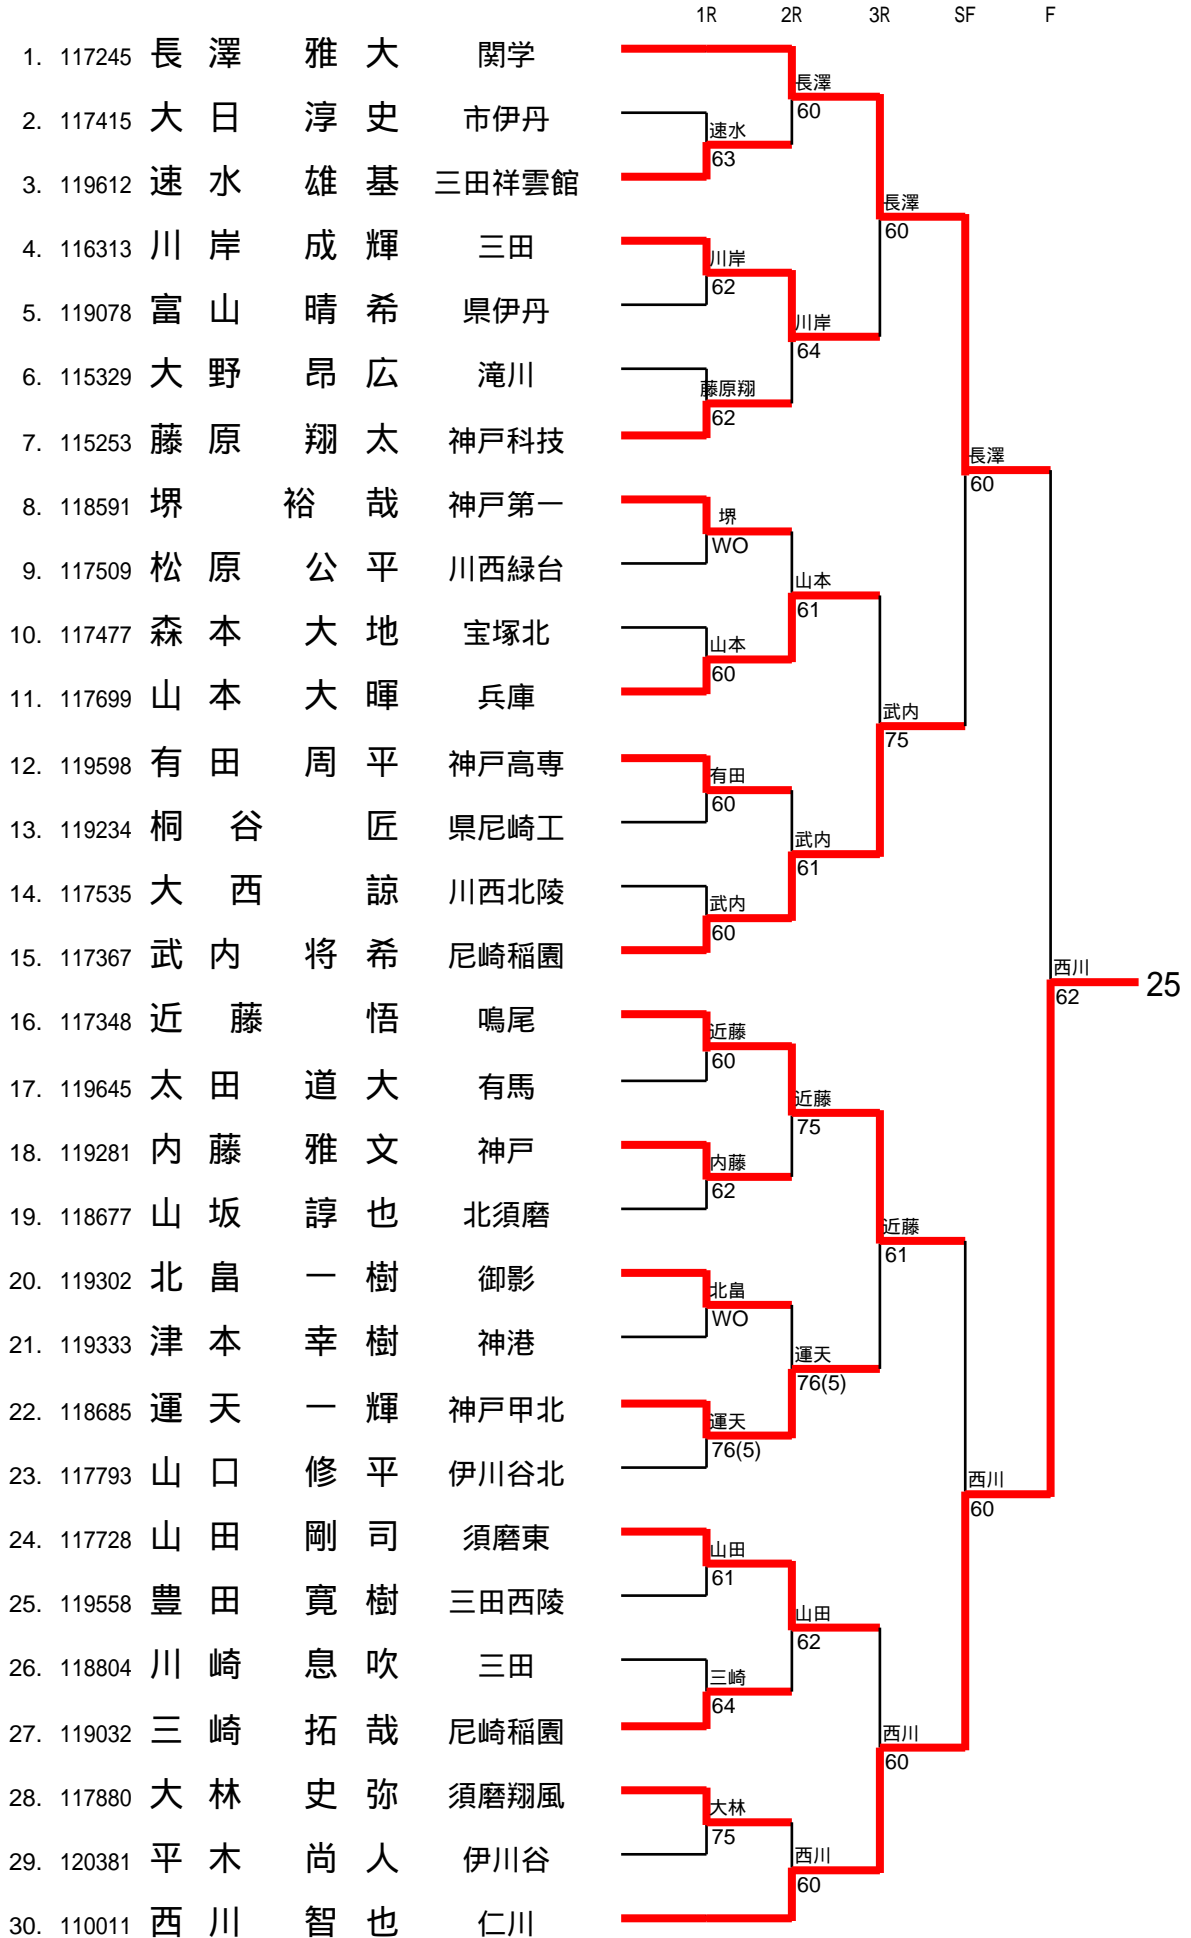 1R 2R 3R SF F
1. 117245 長澤 雅大 関学
長澤
60
2. 117415 大日 淳史 市伊丹
速水
63
3. 119612 速水 雄基 三田祥雲館
長澤
60
4. 116313 川岸 成輝 三田
川岸
62
5. 119078 富山 晴希 県伊丹
川岸
64
6. 115329 大野 昂広 滝川
藤原翔
62
7. 115253 藤原 翔太 神戸科技
長澤
60
8. 118591 堺 裕哉 神戸第一
堺
WO
9. 117509 松原 公平 川西緑台
山本
61
10. 117477 森本 大地 宝塚北
山本
60
11. 117699 山本 大暉 兵庫
武内
75
12. 119598 有田 周平 神戸高専
有田
60
13. 119234 桐谷 匠 県尼崎工
武内
61
14. 117535 大西 諒 川西北陵
武内
60
15. 117367 武内 将希 尼崎稲園
西川
62
25
16. 117348 近藤 悟 鳴尾
近藤
60
17. 119645 太田 道大 有馬
近藤
75
18. 119281 内藤 雅文 神戸
内藤
62
19. 118677 山坂 諄也 北須磨
近藤
61
20. 119302 北畠 一樹 御影
北畠
WO
21. 119333 津本 幸樹 神港
運天
76(5)
22. 118685 運天 一輝 神戸甲北
運天
76(5)
23. 117793 山口 修平 伊川谷北
西川
60
24. 117728 山田 剛司 須磨東
山田
61
25. 119558 豊田 寛樹 三田西陵
山田
62
26. 118804 川崎 息吹 三田
三崎
64
27. 119032 三崎 拓哉 尼崎稲園
西川
60
28. 117880 大林 史弥 須磨翔風
大林
75
29. 120381 平木 尚人 伊川谷
西川
60
30. 110011 西川 智也 仁川